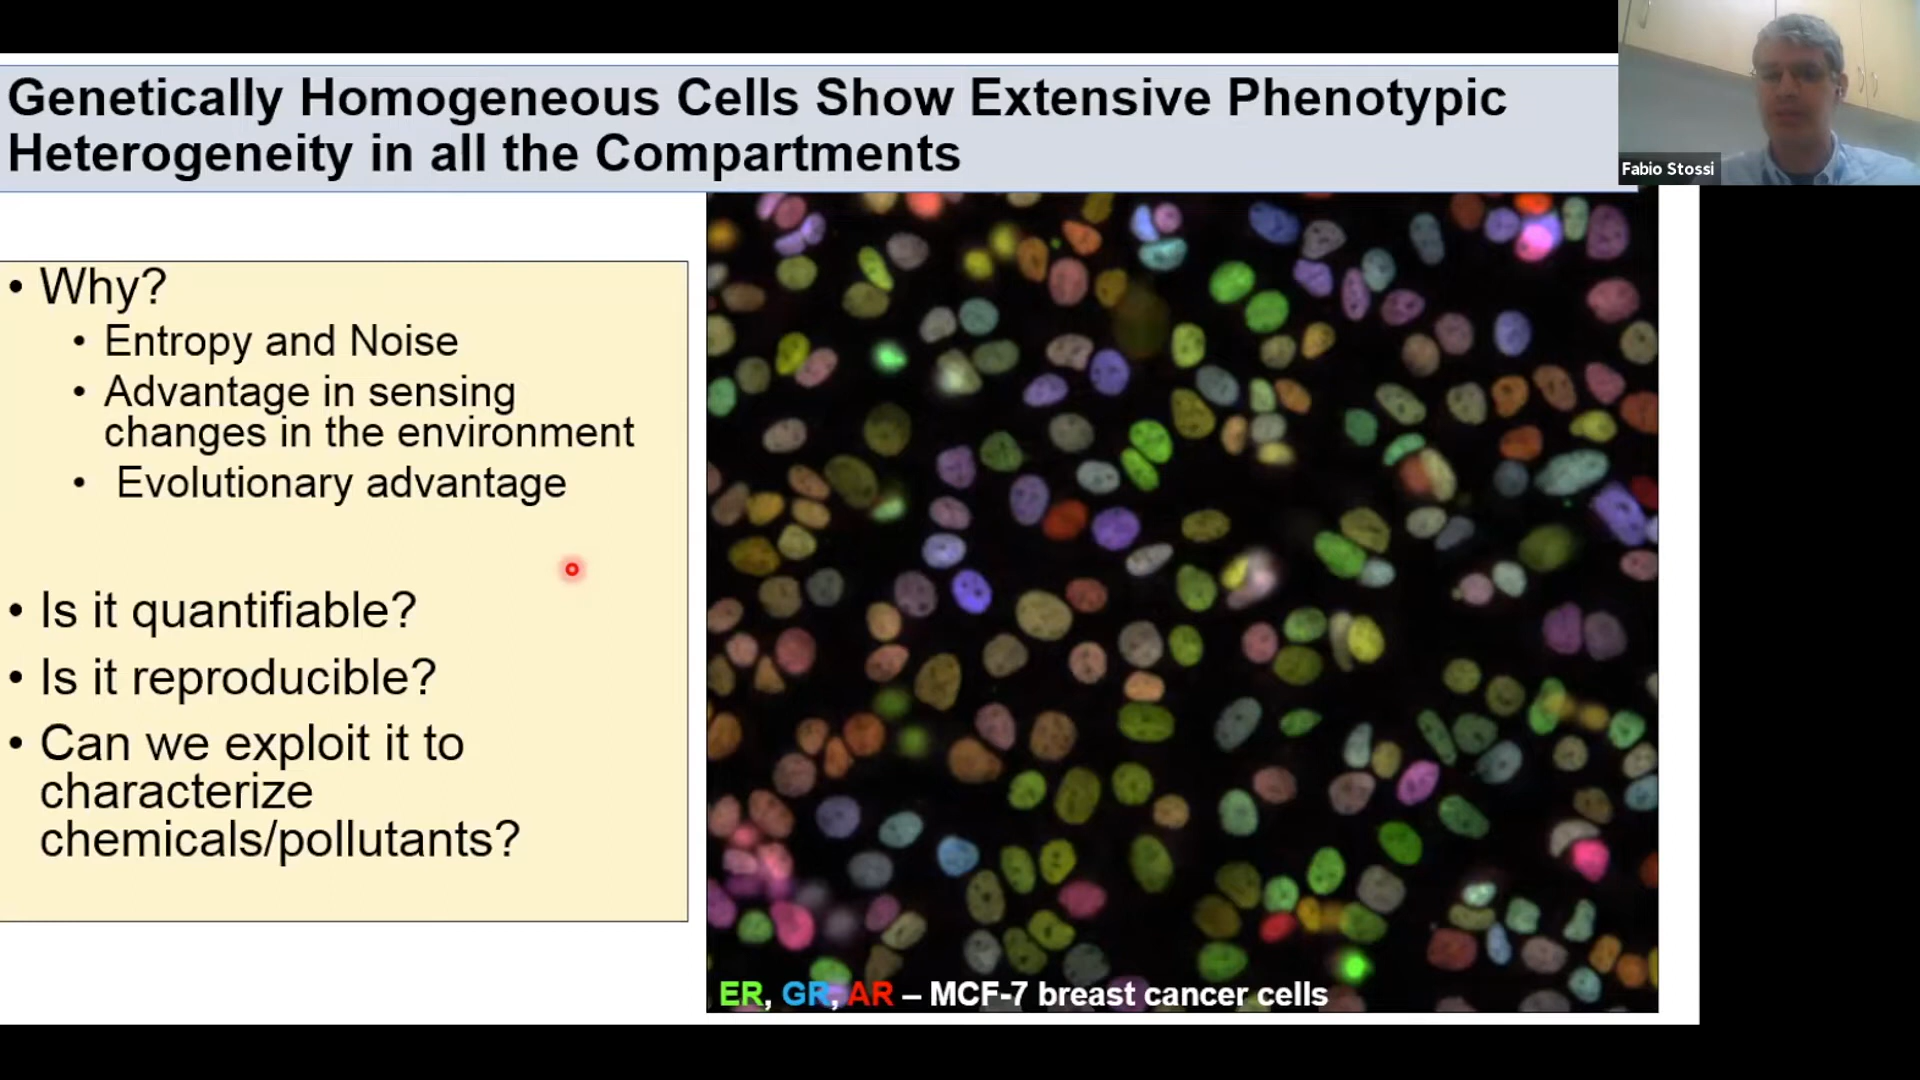 Genetically Homogeneous Cells Show Extensive Phenotypic
Heterogeneity in all the Compartments
Fabio Stossi
• Why?
• Entropy and Noise
• Advantage in sensing
changes in the environment
• Evolutionary advantage
• Is it quantifiable?
• Is it reproducible?
• Can we exploit it to
characterize
chemicals/pollutants?
ER, GR, AR – MCF-7 breast cancer cells